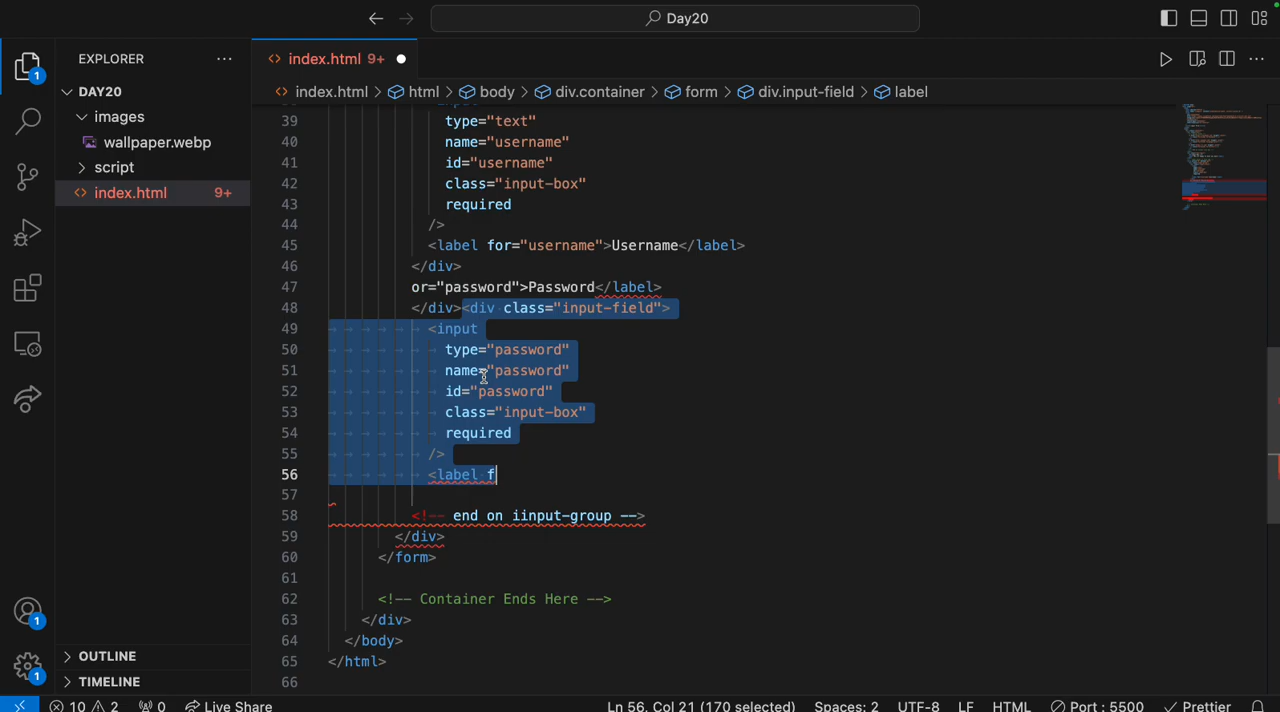 Day20
EXPLORER
DAY20
images
wallpaper.webp
script
index.html 9+
OUTLINE
TIMELINE
1
1
1
index.html 9+
index.html > html > body > div.container > form > div.input-field > label
39 type="text"
40 name="username"
41 id="username"
42 class="input-box"
43 required
44 />
45 <label for="username">Username</label>
46 </div>
47 or="password">Password</label>
48 </div><div class="input-field">
49 <input
50 type="password"
51 name="password"
52 id="password"
53 class="input-box"
54 required
55 />
56 <label f
57
58 <!-- end on iinput-group -->
59 </div>
60 </form>
61
62 <!-- Container Ends Here -->
63 </div>
64 </body>
65 </html>
66
10 2 0 Live Share Ln 56, Col 21 (170 selected) Spaces: 2 UTF-8 LF HTML Port : 5500 Prettier